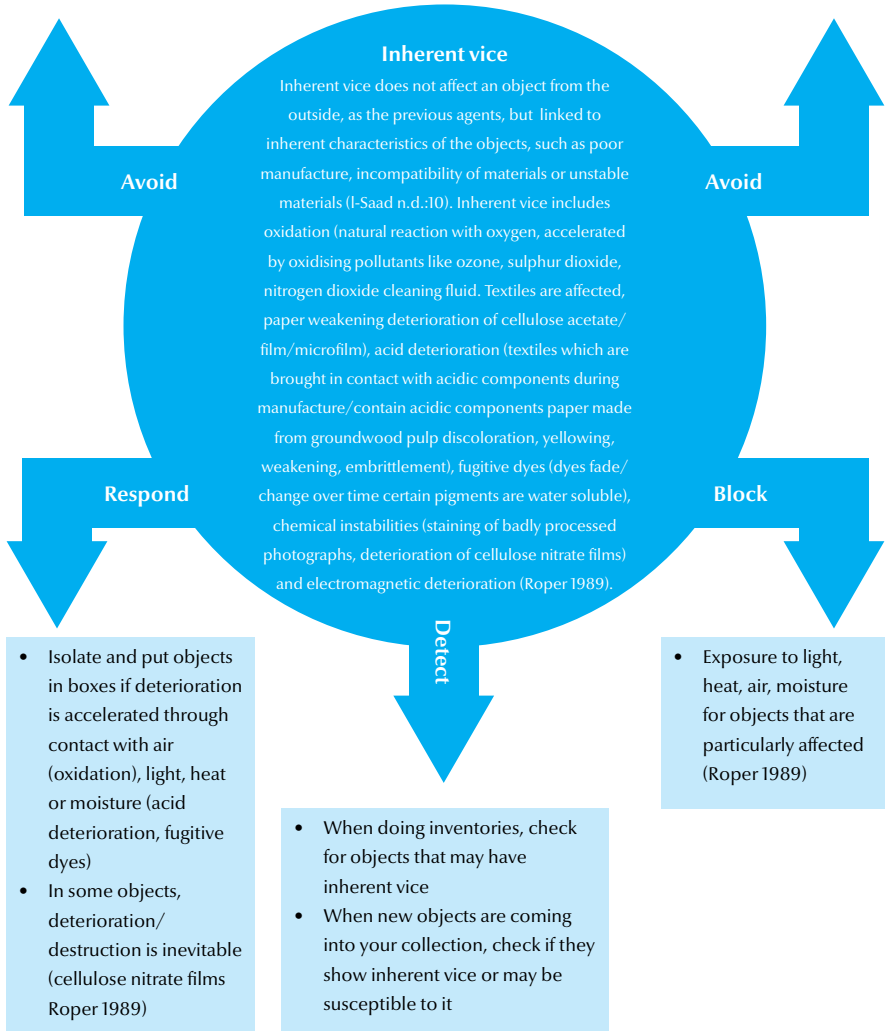 Inherent vice
Inherent vice does not affect an object from the
outside, as the previous agents, but linked to
inherent characteristics of the objects, such as poor
manufacture, incompatibility of materials or unstable
materials (l-Saad n.d.:10). Inherent vice includes
oxidation (natural reaction with oxygen, accelerated
by oxidising pollutants like ozone, sulphur dioxide,
nitrogen dioxide cleaning fluid. Textiles are affected,
paper weakening deterioration of cellulose acetate/
film/microfilm), acid deterioration (textiles which are
brought in contact with acidic components during
manufacture/contain acidic components paper made
from groundwood pulp discoloration, yellowing,
weakening, embrittlement), fugitive dyes (dyes fade/
change over time certain pigments are water soluble),
chemical instabilities (staining of badly processed
photographs, deterioration of cellulose nitrate films)
and electromagnetic deterioration (Roper 1989).
Avoid
Avoid
Respond
Block
Detect
• Isolate and put objects
in boxes if deterioration
is accelerated through
contact with air
(oxidation), light, heat
or moisture (acid
deterioration, fugitive
dyes)
• In some objects,
deterioration/
destruction is inevitable
(cellulose nitrate films
Roper 1989)
• When doing inventories, check
for objects that may have
inherent vice
• When new objects are coming
into your collection, check if they
show inherent vice or may be
susceptible to it
• Exposure to light,
heat, air, moisture
for objects that are
particularly affected
(Roper 1989)